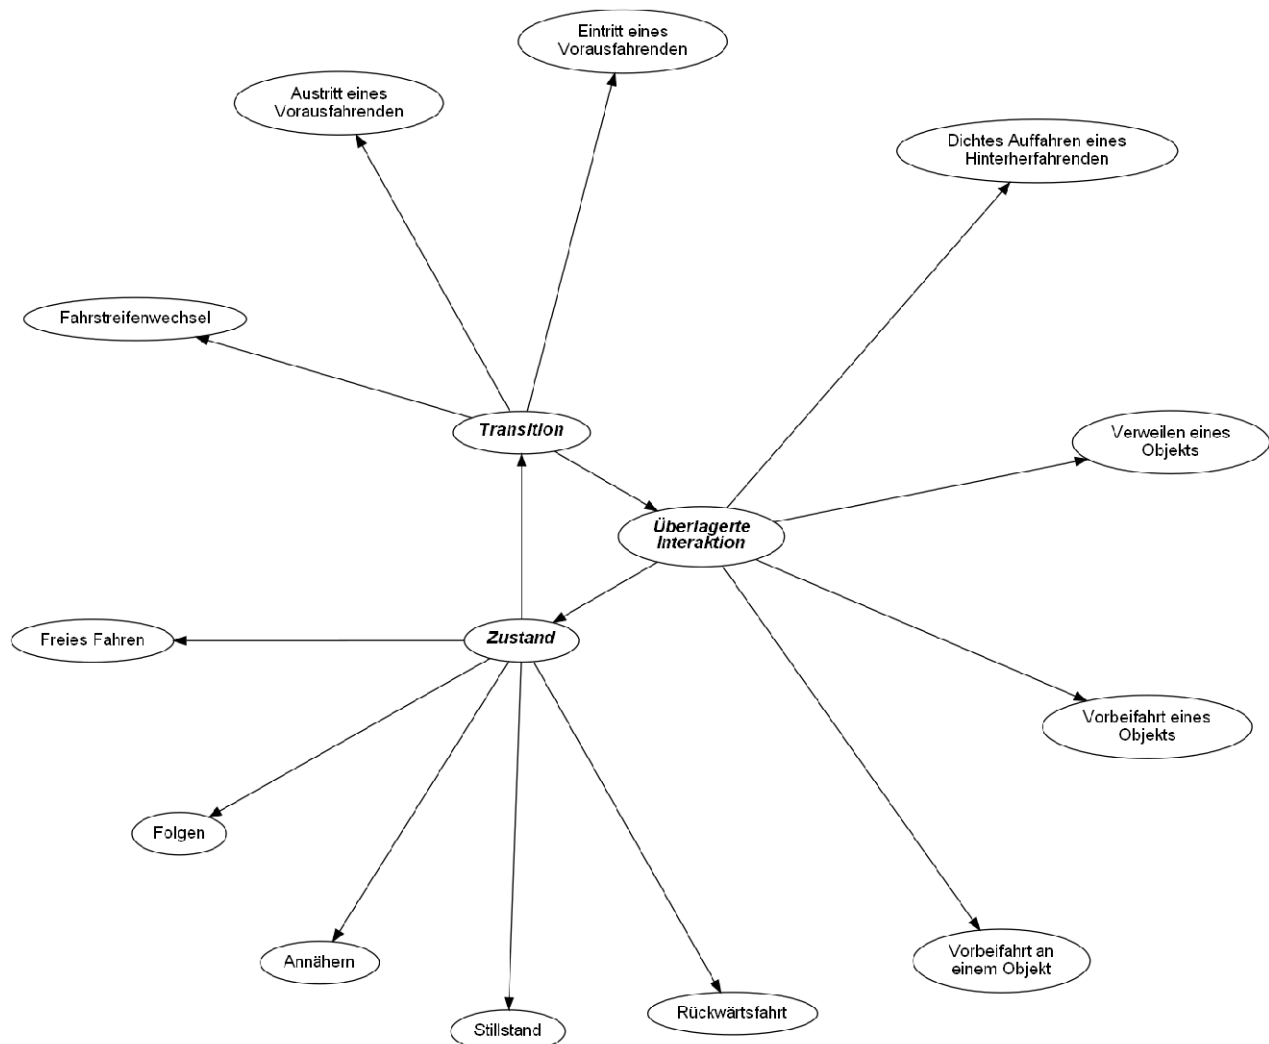 Eintritt eines
Vorausfahrenden
Austritt eines
Vorausfahrenden
Dichtes Auffahren eines
Hinterherfahrenden
Fahrstreifenwechsel
Transition
Verweilen eines
Objekts
Überlagerte
Interaktion
Freies Fahren
Zustand
Vorbeifahrt eines
Objekts
Folgen
Annähern
Vorbeifahrt an
einem Objekt
Rückwärtsfahrt
Stillstand